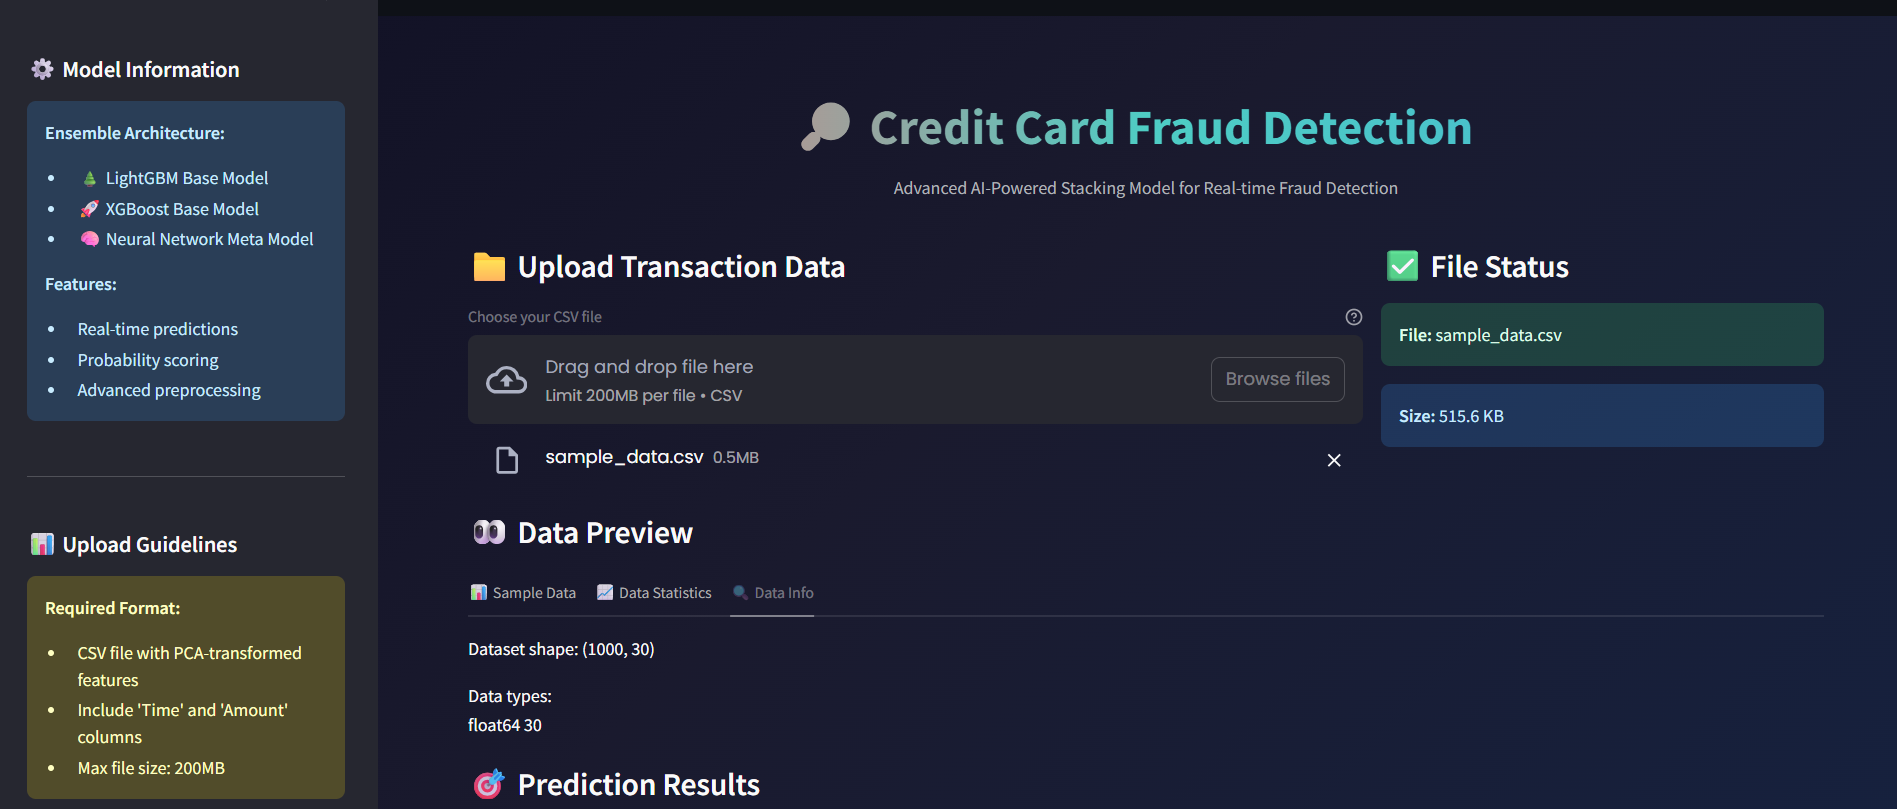 Model Information
Ensemble Architecture:
LightGBM Base Model
XGBoost Base Model
Neural Network Meta Model
Features:
Real-time predictions
Probability scoring
Advanced preprocessing
Upload Guidelines
Required Format:
CSV file with PCA-transformed
features
Include 'Time' and 'Amount'
columns
Max file size: 200MB
Credit Card Fraud Detection
Advanced AI-Powered Stacking Model for Real-time Fraud Detection
Upload Transaction Data
Choose your CSV file
Drag and drop file here
Limit 200MB per file • CSV
Browse files
sample_data.csv 0.5MB
File Status
File: sample_data.csv
Size: 515.6 KB
Data Preview
Sample Data Data Statistics Data Info
Dataset shape: (1000, 30)
Data types:
float64 30
Prediction Results